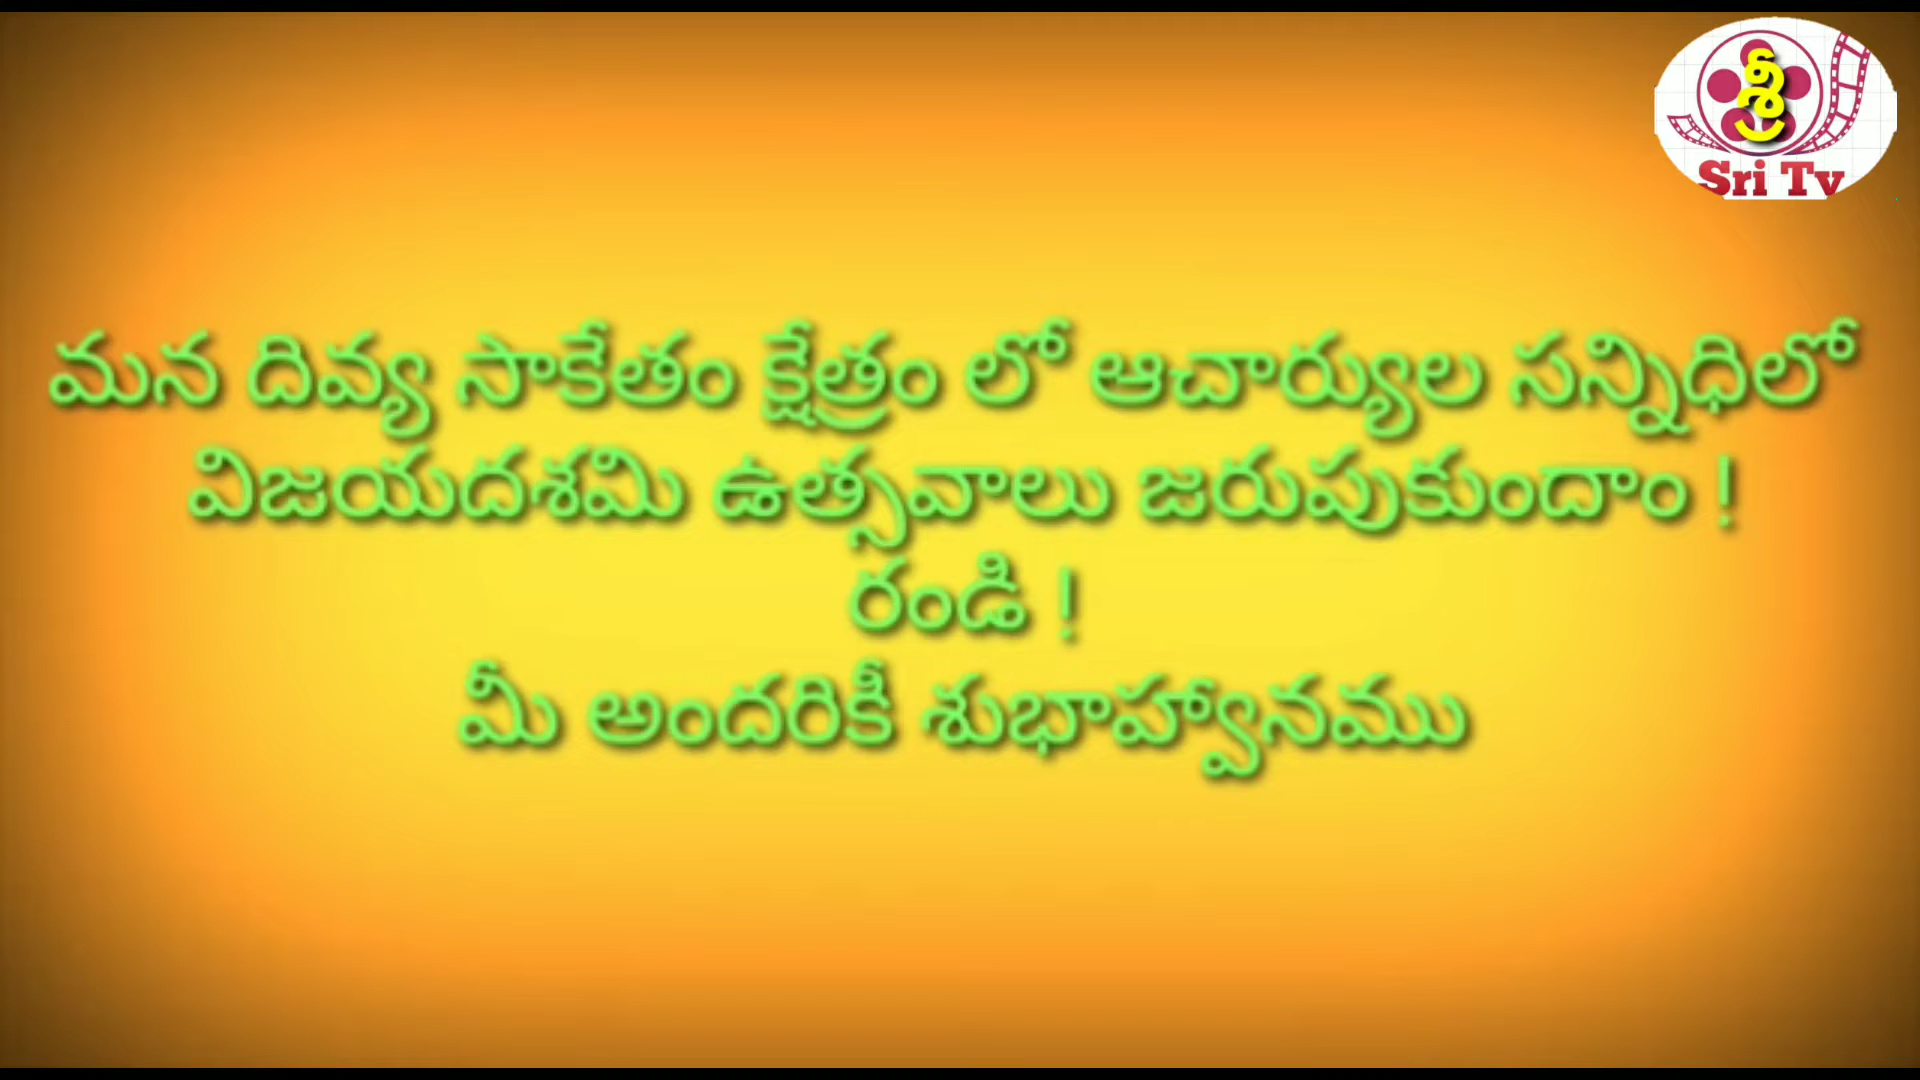 శ్రీ
Sri Tv
మన దివ్య సాకేతం క్షేత్రం లో ఆచార్యుల సన్నిధిలో
విజయదశమి ఉత్సవాలు జరుపుకుందాం !
రండి !
మీ అందరికీ శుభాహ్వానము